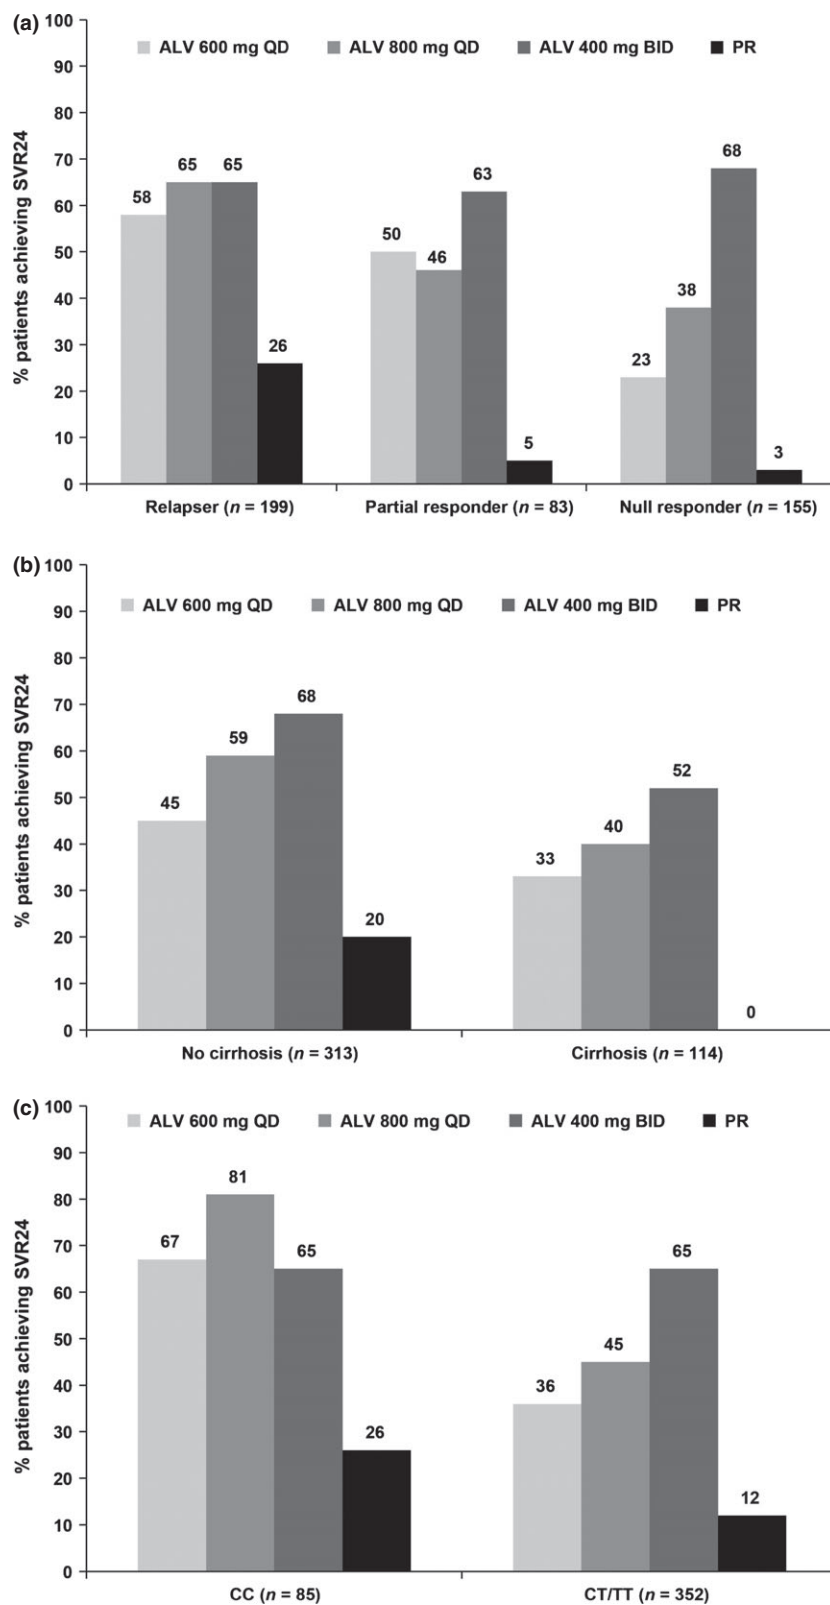 (a)
ALV 600 mg QD ALV 800 mg QD ALV 400 mg BID PR
% patients achieving SVR24
100
90
80
70
60
50
40
30
20
10
0
58 65 65 26
50 46 63 5
23 38 68 3
Relapser (n = 199) Partial responder (n = 83) Null responder (n = 155)
(b)
ALV 600 mg QD ALV 800 mg QD ALV 400 mg BID PR
% patients achieving SVR24
100
90
80
70
60
50
40
30
20
10
0
45 59 68 20
33 40 52 0
No cirrhosis (n = 313) Cirrhosis (n = 114)
(c)
ALV 600 mg QD ALV 800 mg QD ALV 400 mg BID PR
% patients achieving SVR24
100
90
80
70
60
50
40
30
20
10
0
67 81 65 26
36 45 65 12
CC (n = 85) CT/TT (n = 352)